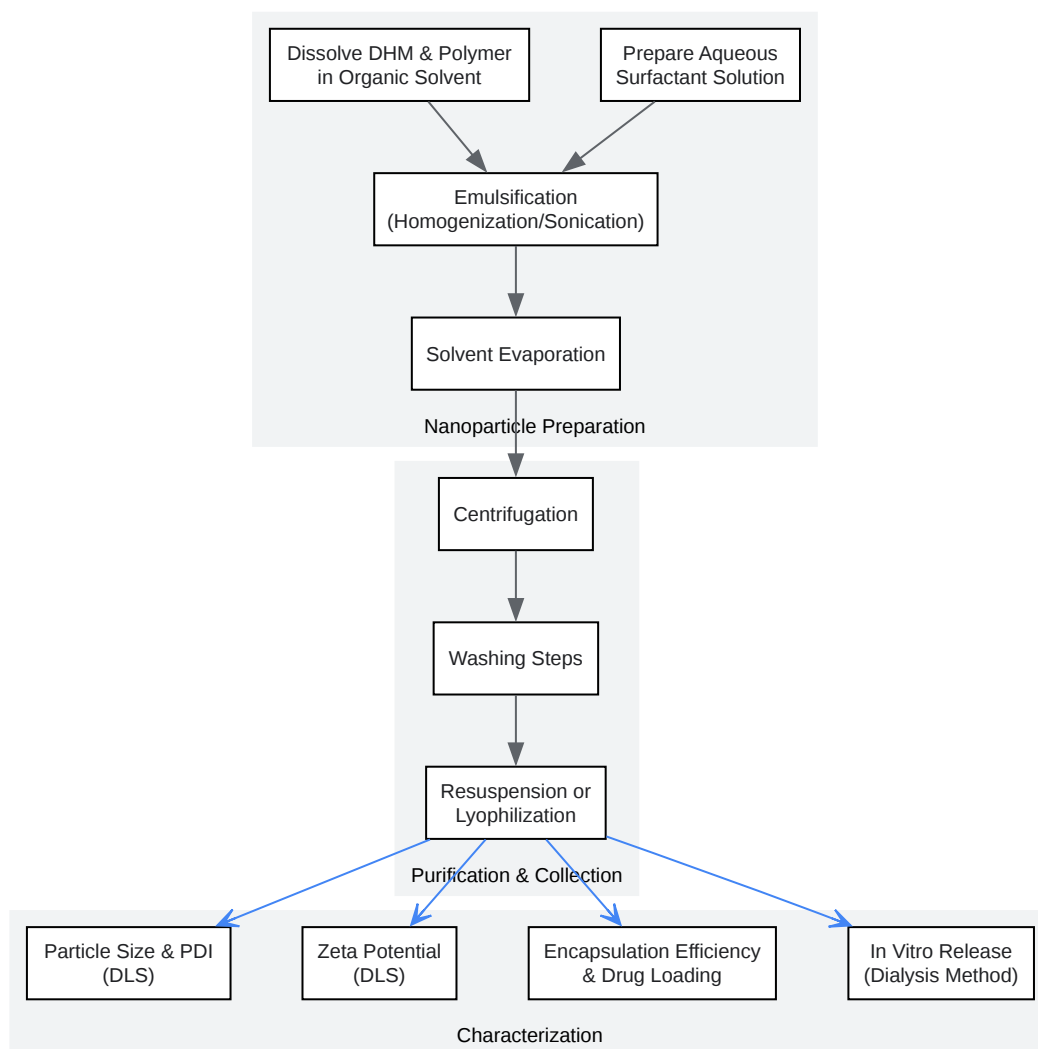 Dissolve DHM & Polymer
in Organic Solvent
Prepare Aqueous
Surfactant Solution
Emulsification
(Homogenization/Sonication)
Solvent Evaporation
Nanoparticle Preparation
Centrifugation
Washing Steps
Resuspension or
Lyophilization
Purification & Collection
Particle Size & PDI
(DLS)
Zeta Potential
(DLS)
Encapsulation Efficiency
& Drug Loading
In Vitro Release
(Dialysis Method)
Characterization